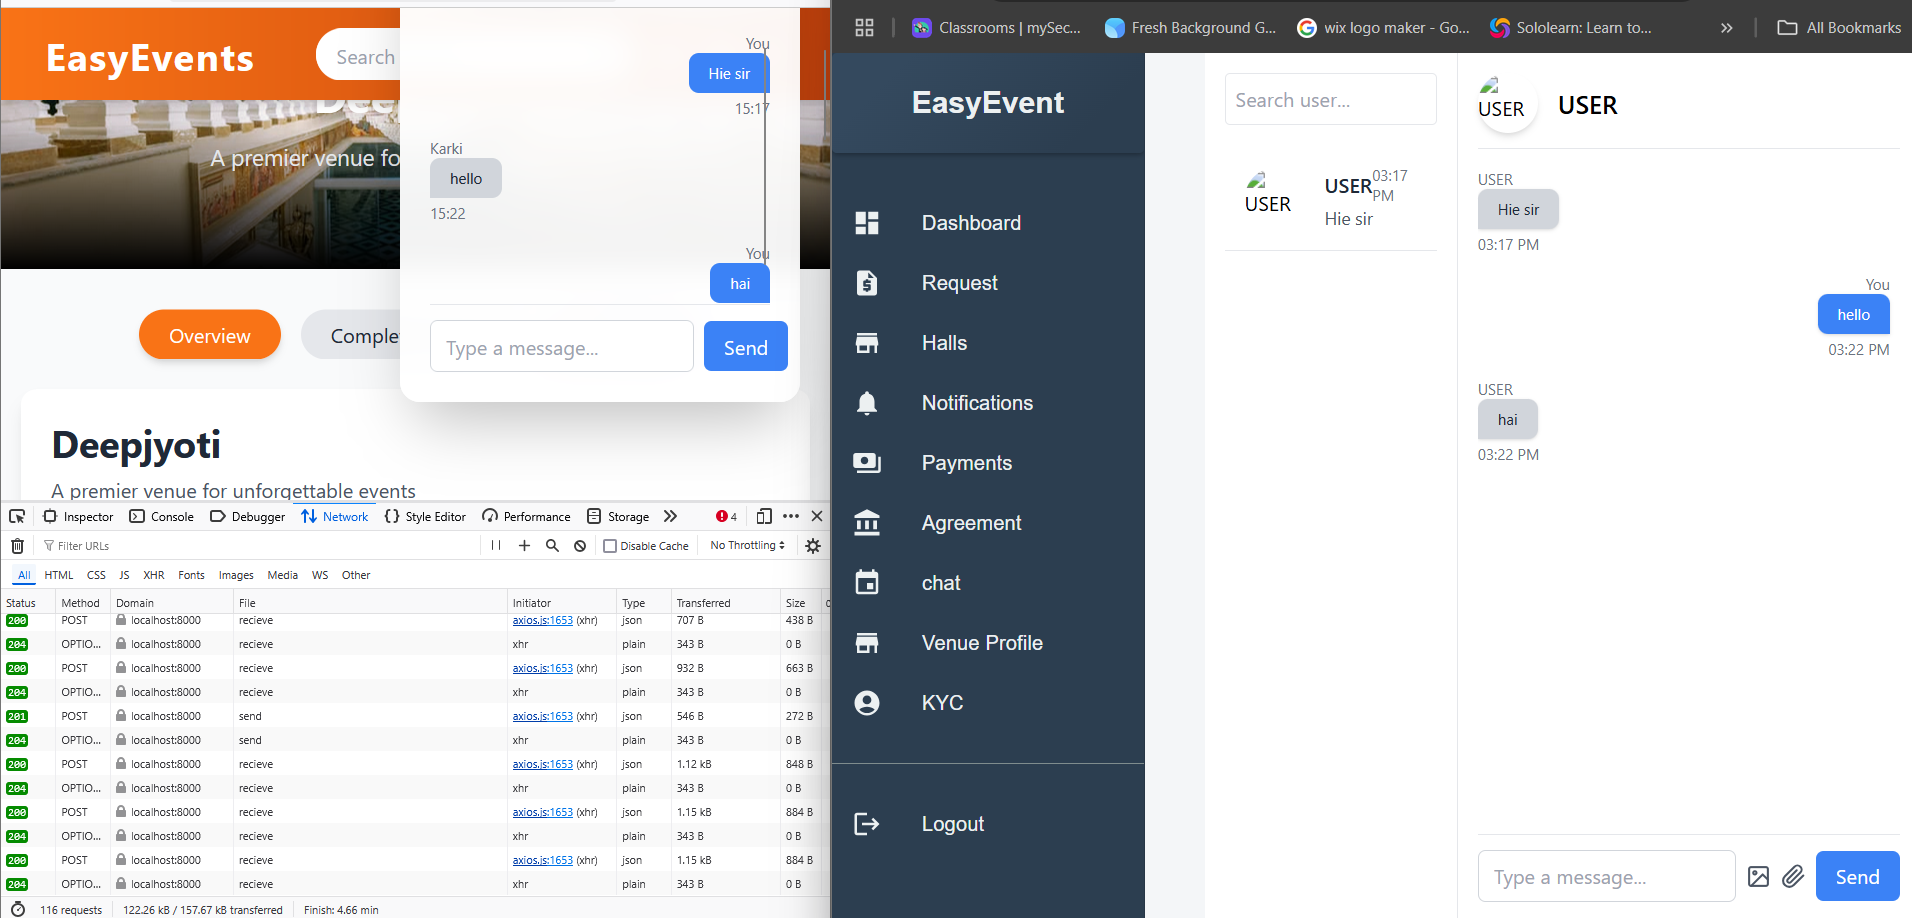 EasyEvents
Search
Deep
A premier venue fo
You
Hie sir
15:17
Karki
hello
15:22
You
hai
Type a message...
Send
Overview
Comple
Deepjyoti
A premier venue for unforgettable events
Inspector Console Debugger Network Style Editor Performance Storage 4
Filter URLs Disable Cache No Throttling
All HTML CSS JS XHR Fonts Images Media WS Other
Status Method Domain File Initiator Type Transferred Size
200 POST localhost:8000 recieve axios.js:1653 (xhr) json 707 B 438 B
204 OPTIO... localhost:8000 recieve xhr plain 343 B 0 B
200 POST localhost:8000 recieve axios.js:1653 (xhr) json 932 B 663 B
204 OPTIO... localhost:8000 recieve xhr plain 343 B 0 B
201 POST localhost:8000 send axios.js:1653 (xhr) json 546 B 272 B
204 OPTIO... localhost:8000 send xhr plain 343 B 0 B
200 POST localhost:8000 recieve axios.js:1653 (xhr) json 1.12 kB 848 B
204 OPTIO... localhost:8000 recieve xhr plain 343 B 0 B
200 POST localhost:8000 recieve axios.js:1653 (xhr) json 1.15 kB 884 B
204 OPTIO... localhost:8000 recieve xhr plain 343 B 0 B
200 POST localhost:8000 recieve axios.js:1653 (xhr) json 1.15 kB 884 B
204 OPTIO... localhost:8000 recieve xhr plain 343 B 0 B
116 requests 122.26 kB / 157.67 kB transferred Finish: 4.66 min
Classrooms | mySec... Fresh Background G... wix logo maker - Go... Sololearn: Learn to... All Bookmarks
EasyEvent
Dashboard
Request
Halls
Notifications
Payments
Agreement
chat
Venue Profile
KYC
Logout
Search user...
USER
USER
03:17
PM
Hie sir
USER
USER
USER
Hie sir
03:17 PM
You
hello
03:22 PM
USER
hai
03:22 PM
Type a message...
Send